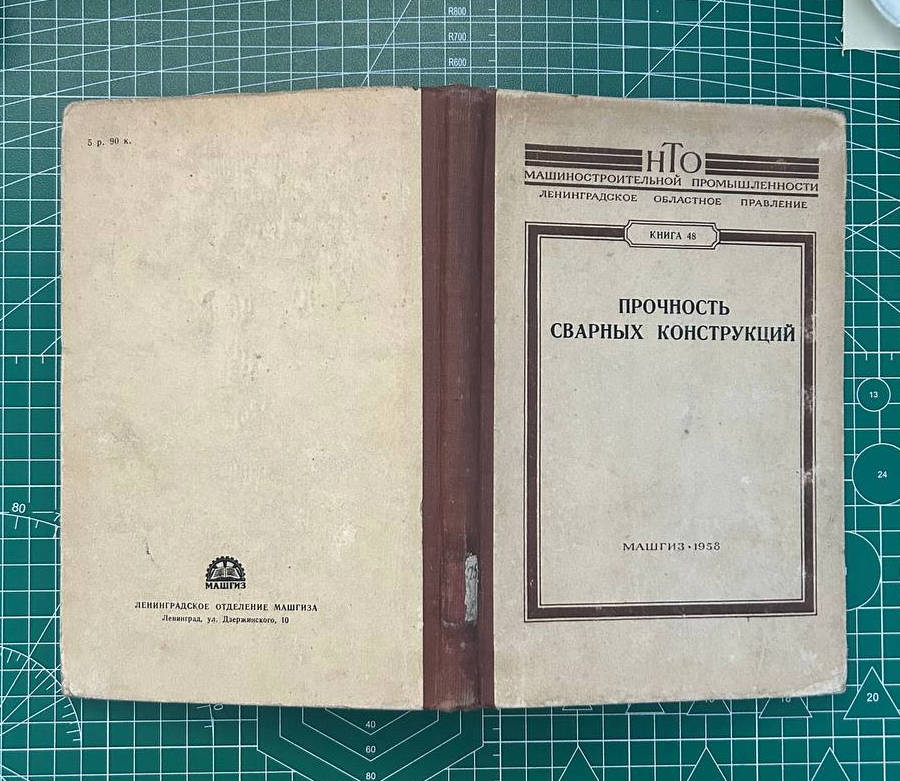 R800
R700
R600
5 р. 90 к.
МАШГИЗ
ЛЕНИНГРАДСКОЕ ОТДЕЛЕНИЕ МАШГИЗА
Ленинград, ул. Дзержинского, 10
НТО
МАШИНОСТРОИТЕЛЬНОЙ ПРОМЫШЛЕННОСТИ
ЛЕНИНГРАДСКОЕ ОБЛАСТНОЕ ПРАВЛЕНИЕ
КНИГА 48
ПРОЧНОСТЬ
СВАРНЫХ КОНСТРУКЦИЙ
МАШГИЗ • 1958
13
24
80
20
40
60
80